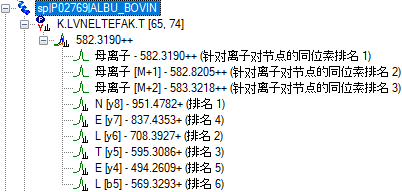 sp|P02769|ALBU_BOVIN
K.LVNELTEFAK.T [65, 74]
582.3190++
母离子 - 582.3190++ (针对离子对节点的同位素排名 1)
母离子 [M+1] - 582.8205++ (针对离子对节点的同位素排名 2)
母离子 [M+2] - 583.3218++ (针对离子对节点的同位素排名 3)
N [y8] - 951.4782+ (排名 1)
E [y7] - 837.4353+ (排名 4)
L [y6] - 708.3927+ (排名 2)
T [y5] - 595.3086+ (排名 3)
E [y4] - 494.2609+ (排名 5)
L [b5] - 569.3293+ (排名 6)